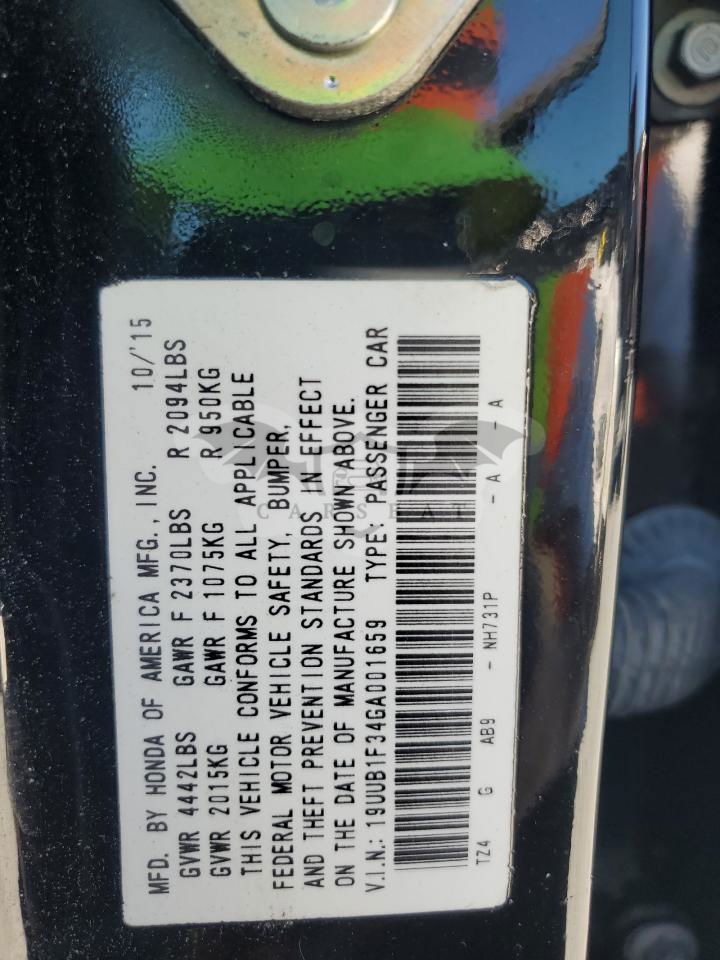 MFD. BY HONDA OF AMERICA MFG., INC. 10/'15
GVWR 4442LBS GAWR F 2370LBS R 2094LBS
GVWR 2015KG GAWR F 1075KG R 950KG
THIS VEHICLE CONFORMS TO ALL APPLICABLE
FEDERAL MOTOR VEHICLE SAFETY, BUMPER,
AND THEFT PREVENTION STANDARDS IN EFFECT
ON THE DATE OF MANUFACTURE SHOWN ABOVE.
V.I.N.: 19UUB1F34GA001659 TYPE: PASSENGER CAR
TZ4 G AB9 - NH731P - A - A
CARSFAT